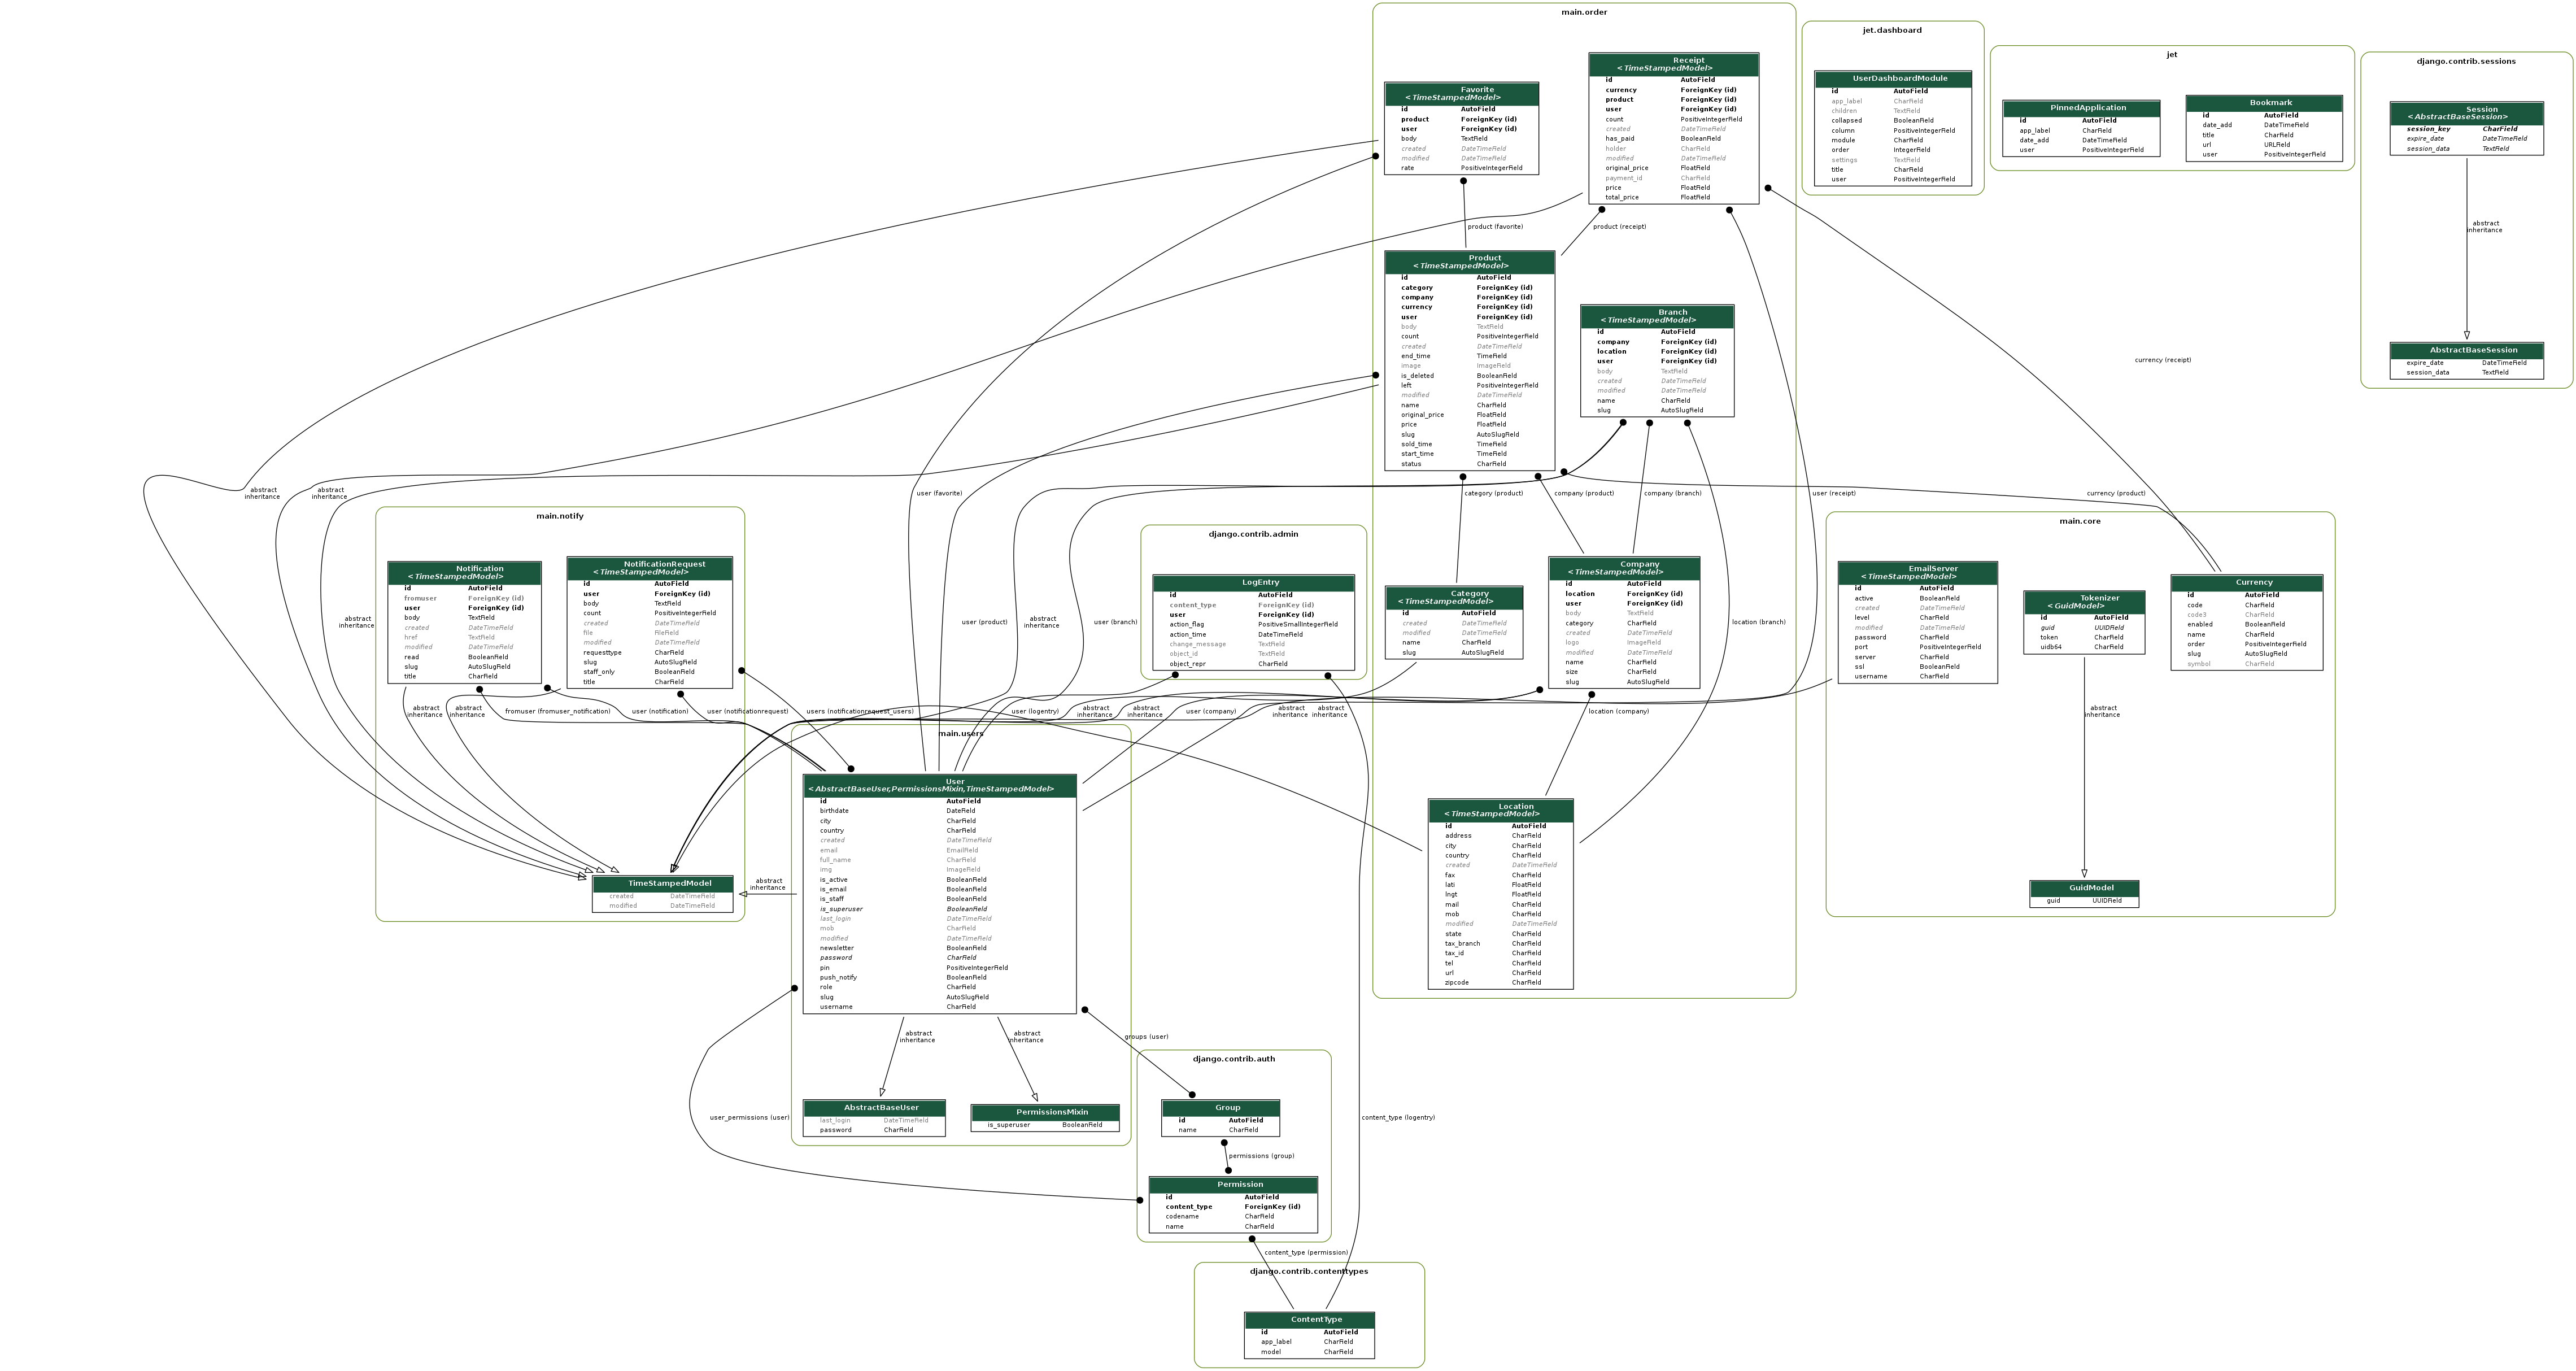 main.order
Receipt
<TimeStampedModel>
id AutoField
currency ForeignKey (id)
product ForeignKey (id)
user ForeignKey (id)
count PositiveIntegerField
created DateTimeField
has_paid BooleanField
holder CharField
modified DateTimeField
original_price FloatField
payment_id CharField
price FloatField
total_price FloatField
Favorite
<TimeStampedModel>
id AutoField
product ForeignKey (id)
user ForeignKey (id)
body TextField
created DateTimeField
modified DateTimeField
rate PositiveIntegerField
product (favorite)
product (receipt)
Product
<TimeStampedModel>
id AutoField
category ForeignKey (id)
company ForeignKey (id)
currency ForeignKey (id)
user ForeignKey (id)
body TextField
count PositiveIntegerField
created DateTimeField
end_time TimeField
image ImageField
is_deleted BooleanField
left PositiveIntegerField
modified DateTimeField
name CharField
original_price FloatField
price FloatField
slug AutoSlugField
sold_time TimeField
start_time TimeField
status CharField
Branch
<TimeStampedModel>
id AutoField
company ForeignKey (id)
location ForeignKey (id)
user ForeignKey (id)
body TextField
created DateTimeField
modified DateTimeField
name CharField
slug AutoSlugField
category (product)
company (product)
company (branch)
Category
<TimeStampedModel>
id AutoField
created DateTimeField
modified DateTimeField
name CharField
slug AutoSlugField
Company
<TimeStampedModel>
id AutoField
location ForeignKey (id)
user ForeignKey (id)
body TextField
category CharField
created DateTimeField
logo ImageField
modified DateTimeField
name CharField
size CharField
slug AutoSlugField
location (branch)
location (company)
Location
<TimeStampedModel>
id AutoField
address CharField
city CharField
country CharField
created DateTimeField
fax CharField
lati FloatField
lngt FloatField
mail CharField
mob CharField
modified DateTimeField
state CharField
tax_branch CharField
tax_id CharField
tel CharField
url CharField
zipcode CharField
jet.dashboard
UserDashboardModule
id AutoField
app_label CharField
children TextField
collapsed BooleanField
column PositiveIntegerField
module CharField
order IntegerField
settings TextField
title CharField
user PositiveIntegerField
jet
PinnedApplication
id AutoField
app_label CharField
date_add DateTimeField
user PositiveIntegerField
Bookmark
id AutoField
date_add DateTimeField
title CharField
url URLField
user PositiveIntegerField
django.contrib.sessions
Session
<AbstractBaseSession>
session_key CharField
expire_date DateTimeField
session_data TextField
abstract
inheritance
AbstractBaseSession
expire_date DateTimeField
session_data TextField
currency (receipt)
user (receipt)
currency (product)
main.core
EmailServer
<TimeStampedModel>
id AutoField
active BooleanField
created DateTimeField
level CharField
modified DateTimeField
password CharField
port PositiveIntegerField
server CharField
ssl BooleanField
username CharField
Tokenizer
<GuidModel>
id AutoField
guid UUIDField
token CharField
uidb64 CharField
Currency
id AutoField
code CharField
code3 CharField
enabled BooleanField
name CharField
order PositiveIntegerField
slug AutoSlugField
symbol CharField
abstract
inheritance
GuidModel
guid UUIDField
abstract
inheritance
abstract
inheritance
user (favorite)
main.notify
Notification
<TimeStampedModel>
id AutoField
fromuser ForeignKey (id)
user ForeignKey (id)
body TextField
created DateTimeField
href TextField
modified DateTimeField
read BooleanField
slug AutoSlugField
title CharField
NotificationRequest
<TimeStampedModel>
id AutoField
user ForeignKey (id)
body TextField
count PositiveIntegerField
created DateTimeField
file FileField
modified DateTimeField
requesttype CharField
slug AutoSlugField
staff_only BooleanField
title CharField
abstract
inheritance
user (product)
abstract
inheritance
user (branch)
django.contrib.admin
LogEntry
id AutoField
content_type ForeignKey (id)
user ForeignKey (id)
action_flag PositiveSmallIntegerField
action_time DateTimeField
change_message TextField
object_id TextField
object_repr CharField
abstract
inheritance
abstract
inheritance
fromuser (fromuser_notification)
user (notification)
user (notificationrequest)
users (notificationrequest_users)
user (logentry)
abstract
inheritance
abstract
inheritance
user (company)
abstract
inheritance
abstract
inheritance
main.users
User
<AbstractBaseUser,PermissionsMixin,TimeStampedModel>
id AutoField
birthdate DateField
city CharField
country CharField
created DateTimeField
email EmailField
full_name CharField
img ImageField
is_active BooleanField
is_email BooleanField
is_staff BooleanField
is_superuser BooleanField
last_login DateTimeField
mob CharField
modified DateTimeField
newsletter BooleanField
password CharField
pin PositiveIntegerField
push_notify BooleanField
role CharField
slug AutoSlugField
username CharField
TimeStampedModel
created DateTimeField
modified DateTimeField
abstract
inheritance
abstract
inheritance
abstract
inheritance
AbstractBaseUser
last_login DateTimeField
password CharField
PermissionsMixin
is_superuser BooleanField
groups (user)
user_permissions (user)
django.contrib.auth
Group
id AutoField
name CharField
permissions (group)
Permission
id AutoField
content_type ForeignKey (id)
codename CharField
name CharField
content_type (logentry)
content_type (permission)
django.contrib.contenttypes
ContentType
id AutoField
app_label CharField
model CharField